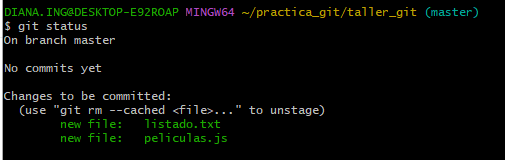 DIANA.ING@DESKTOP-E92ROAP MINGW64 ~/practica_git/taller_git (master)
$ git status
On branch master

No commits yet

Changes to be committed:
  (use "git rm --cached <file>..." to unstage)
        new file:   listado.txt
        new file:   peliculas.js